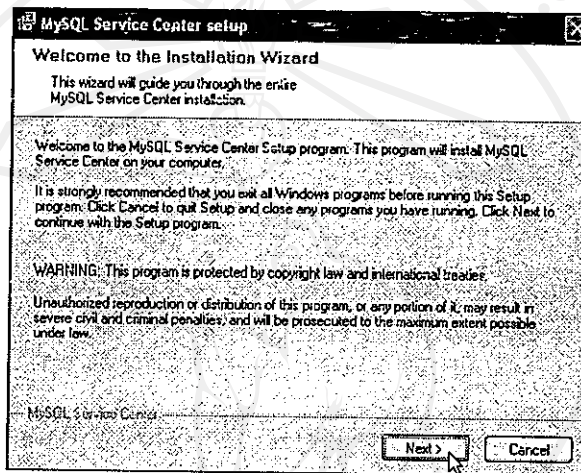 MySQL Service Center setup
Welcome to the Installation Wizard
This wizard will guide you through the entire
MySQL Service Center installation.
Welcome to the MySQL Service Center Setup program. This program will install MySQL
Service Center on your computer.
It is strongly recommended that you exit all Windows programs before running this Setup
program. Click Cancel to quit Setup and close any programs you have running. Click Next to
continue with the Setup program.
WARNING: This program is protected by copyright law and international treaties.
Unauthorized reproduction or distribution of this program, or any portion of it, may result in
severe civil and criminal penalties, and will be prosecuted to the maximum extent possible
under law.
MySQL Service Center
Next >
Cancel